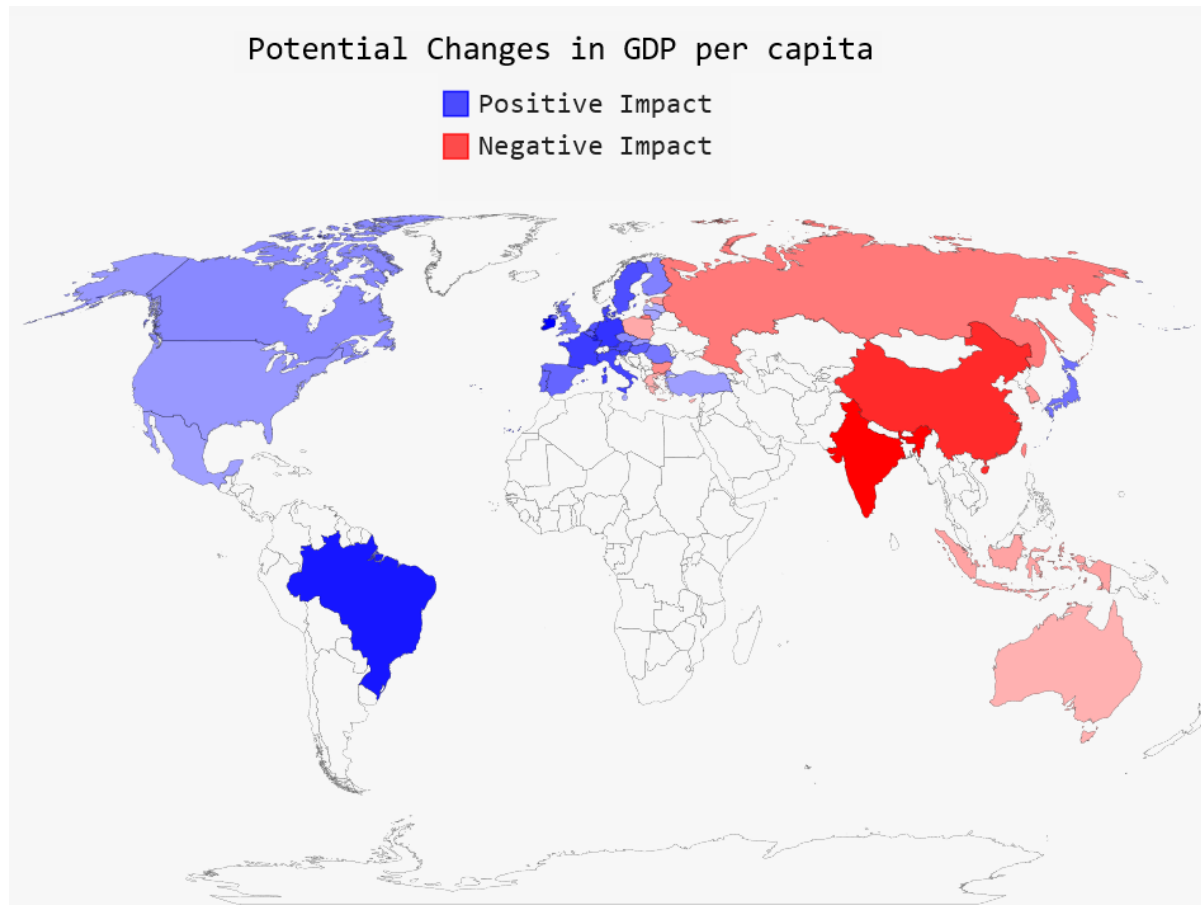 Potential Changes in GDP per capita
Positive Impact
Negative Impact